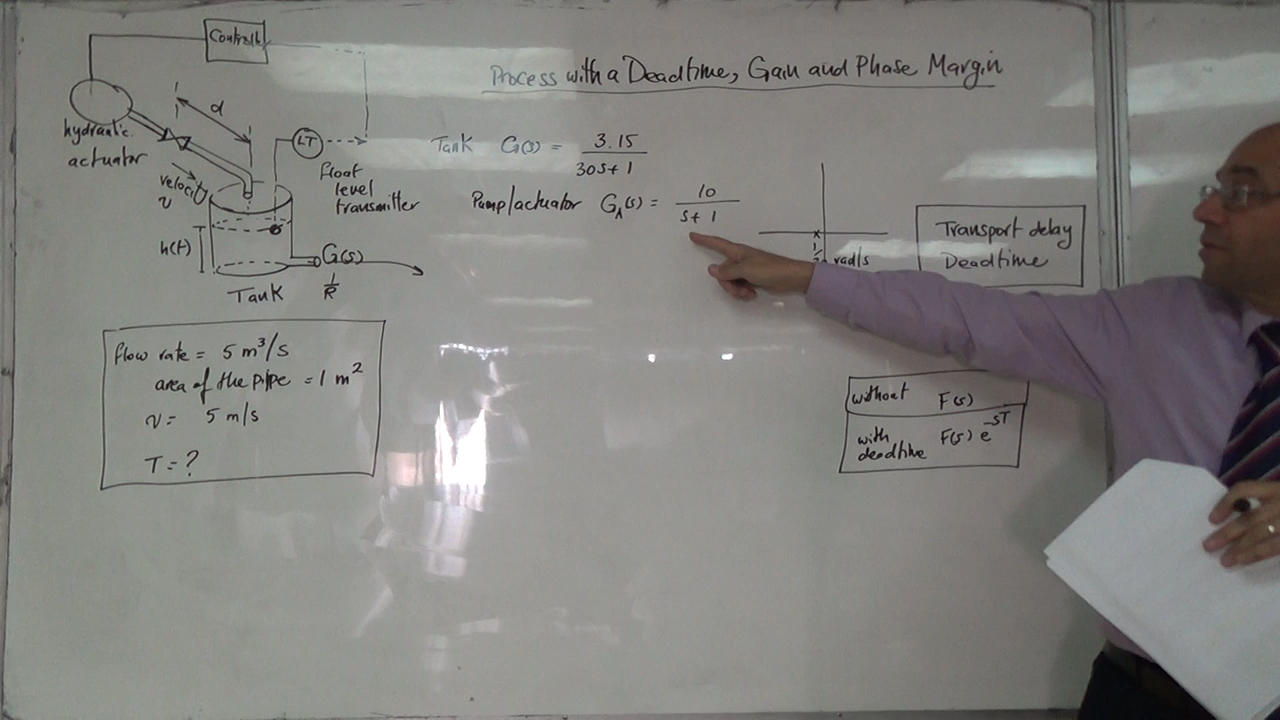 Process with a Deadtime, Gain and Phase Margin
d
hydraulic
actuator
velocity
v
LT
float
level
transmitter
h(t)
G(s)
1/R
Tank
Tank G(s) = 3.15 / 30s+1
Pump/actuator G_A(s) = 10 / s+1
rad/s
Transport delay
Deadtime
flow rate = 5 m³/s
area of the pipe = 1 m²
v = 5 m/s
T = ?
without F(s)
with deadtime F(s) e^-sT